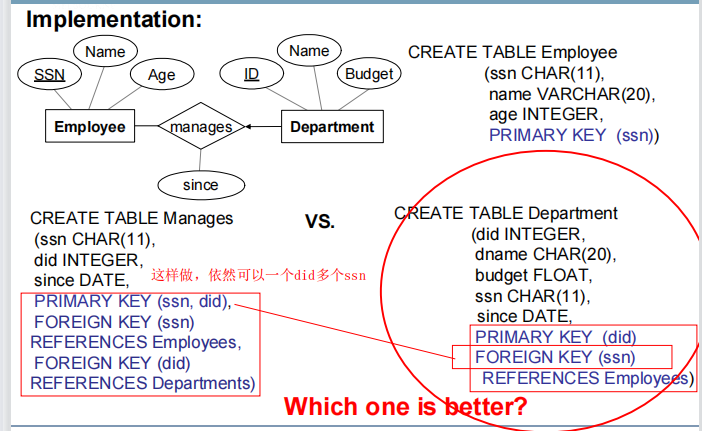 Implementation:
Name
SSN
Age
Employee
manages
since
Name
ID
Budget
Department
CREATE TABLE Employee
(ssn CHAR(11),
name VARCHAR(20),
age INTEGER,
PRIMARY KEY (ssn))
CREATE TABLE Manages
(ssn CHAR(11),
did INTEGER,
since DATE,
这样做，依然可以一个did多个ssn
PRIMARY KEY (ssn, did),
FOREIGN KEY (ssn)
REFERENCES Employees,
FOREIGN KEY (did)
REFERENCES Departments)
VS.
CREATE TABLE Department
(did INTEGER,
dname CHAR(20),
budget FLOAT,
ssn CHAR(11),
since DATE,
PRIMARY KEY (did)
FOREIGN KEY (ssn)
REFERENCES Employees)
Which one is better?